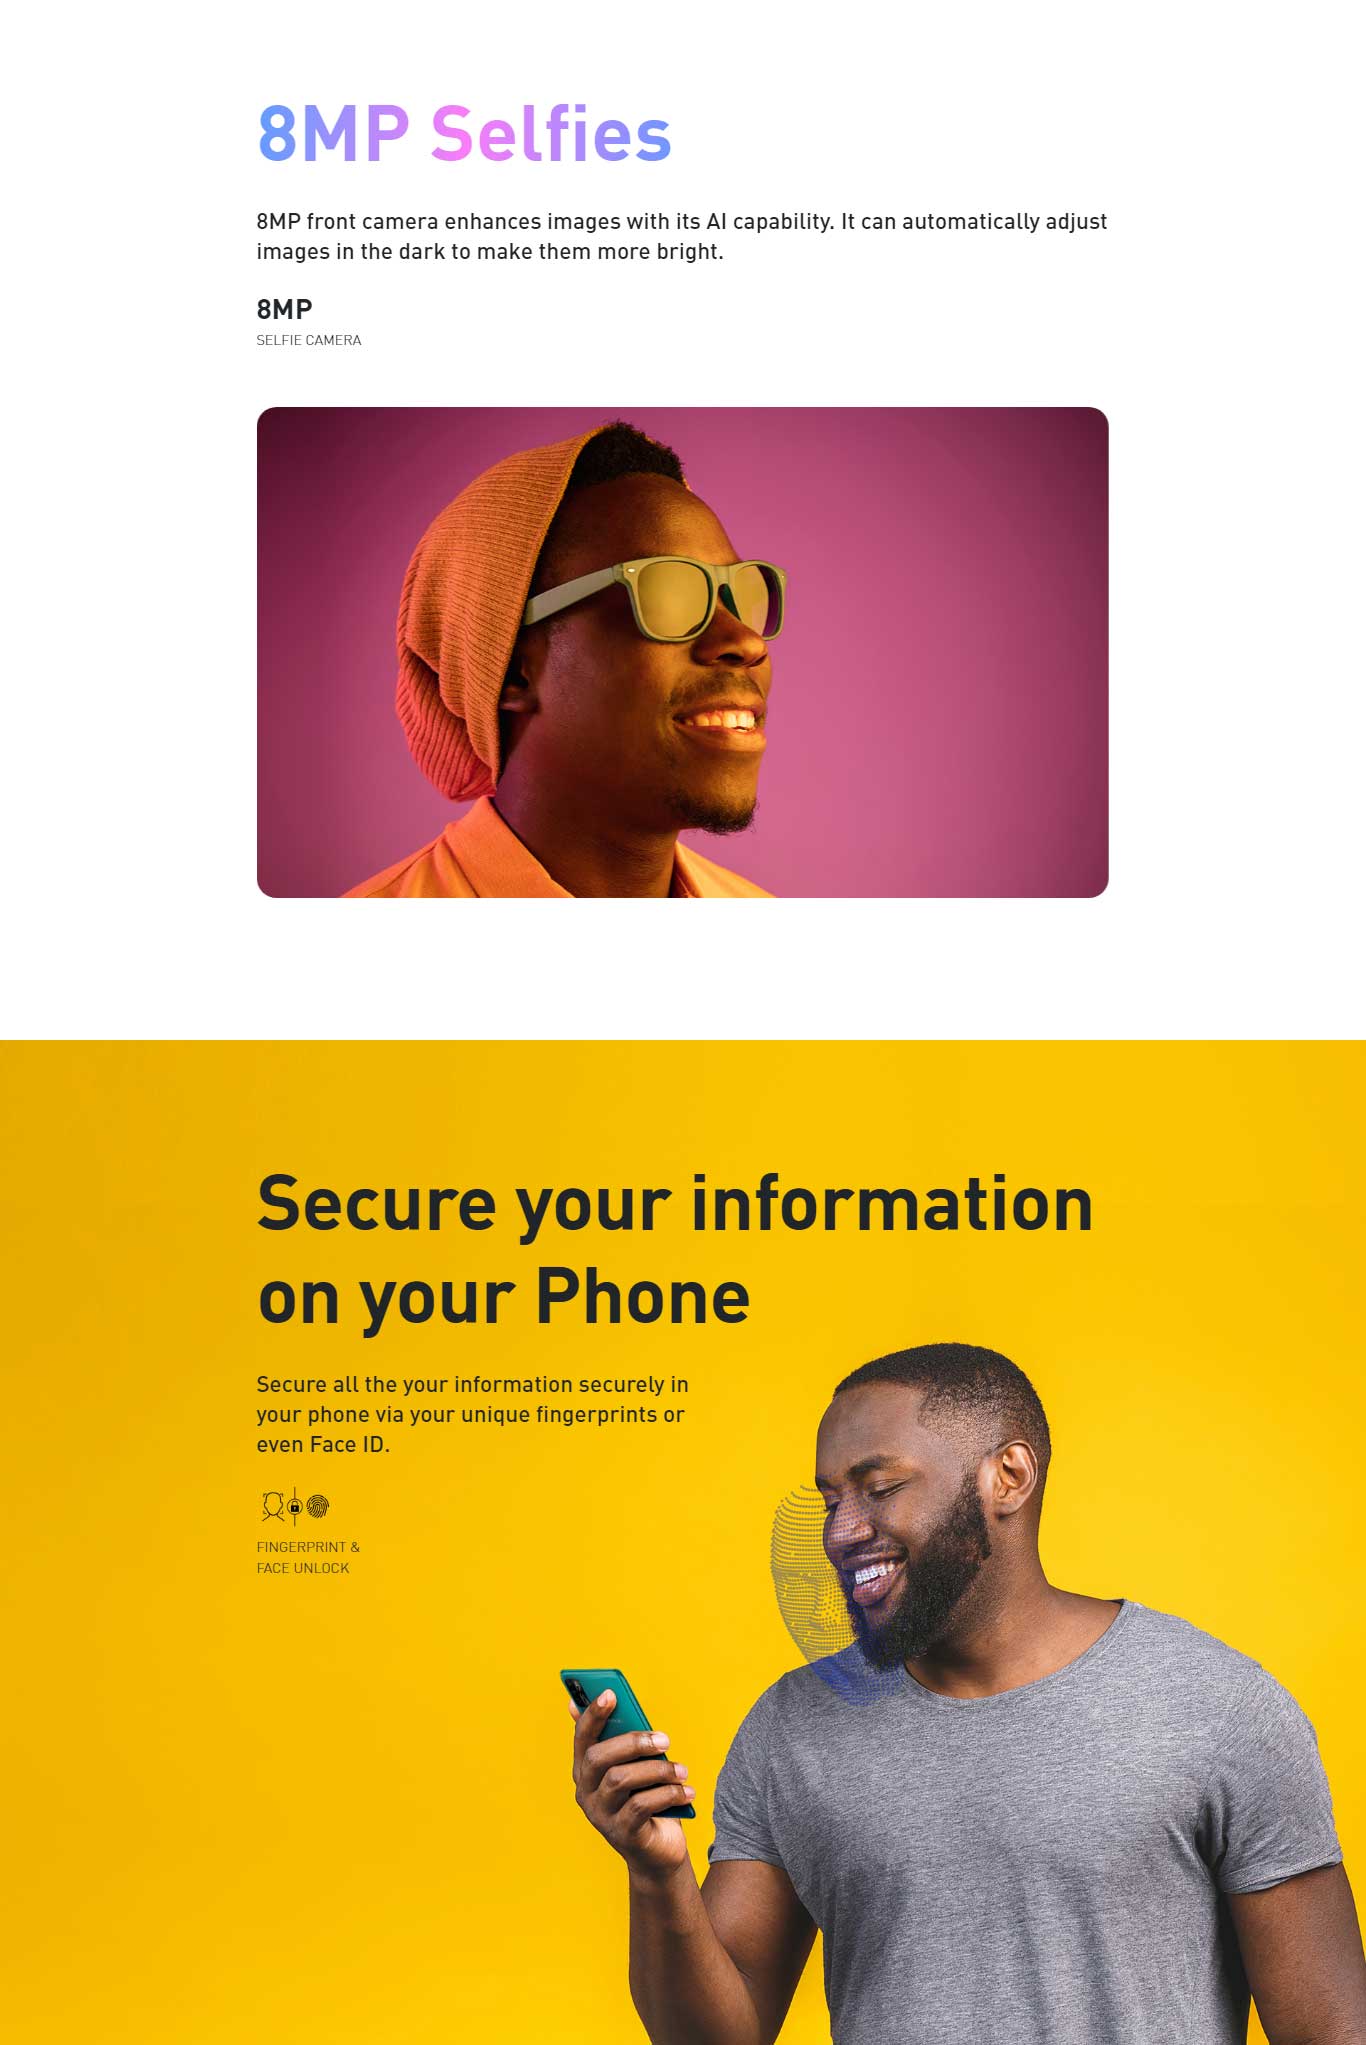 8MP Selfies
8MP front camera enhances images with its AI capability. It can automatically adjust
images in the dark to make them more bright.
8MP
SELFIE CAMERA
Secure your information
on your Phone
Secure all the your information securely in
your phone via your unique fingerprints or
even Face ID.
FINGERPRINT &
FACE UNLOCK